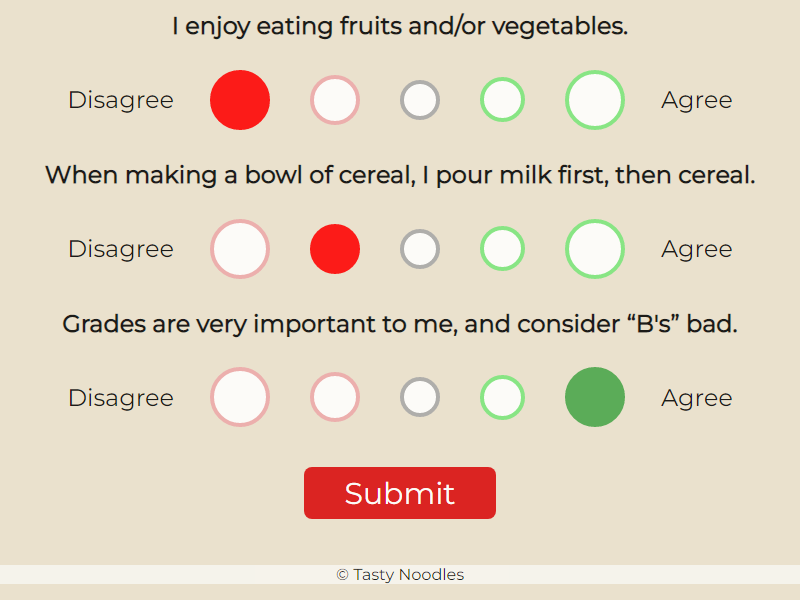 I enjoy eating fruits and/or vegetables.
Disagree Agree
When making a bowl of cereal, I pour milk first, then cereal.
Disagree Agree
Grades are very important to me, and consider “B's” bad.
Disagree Agree
Submit
© Tasty Noodles